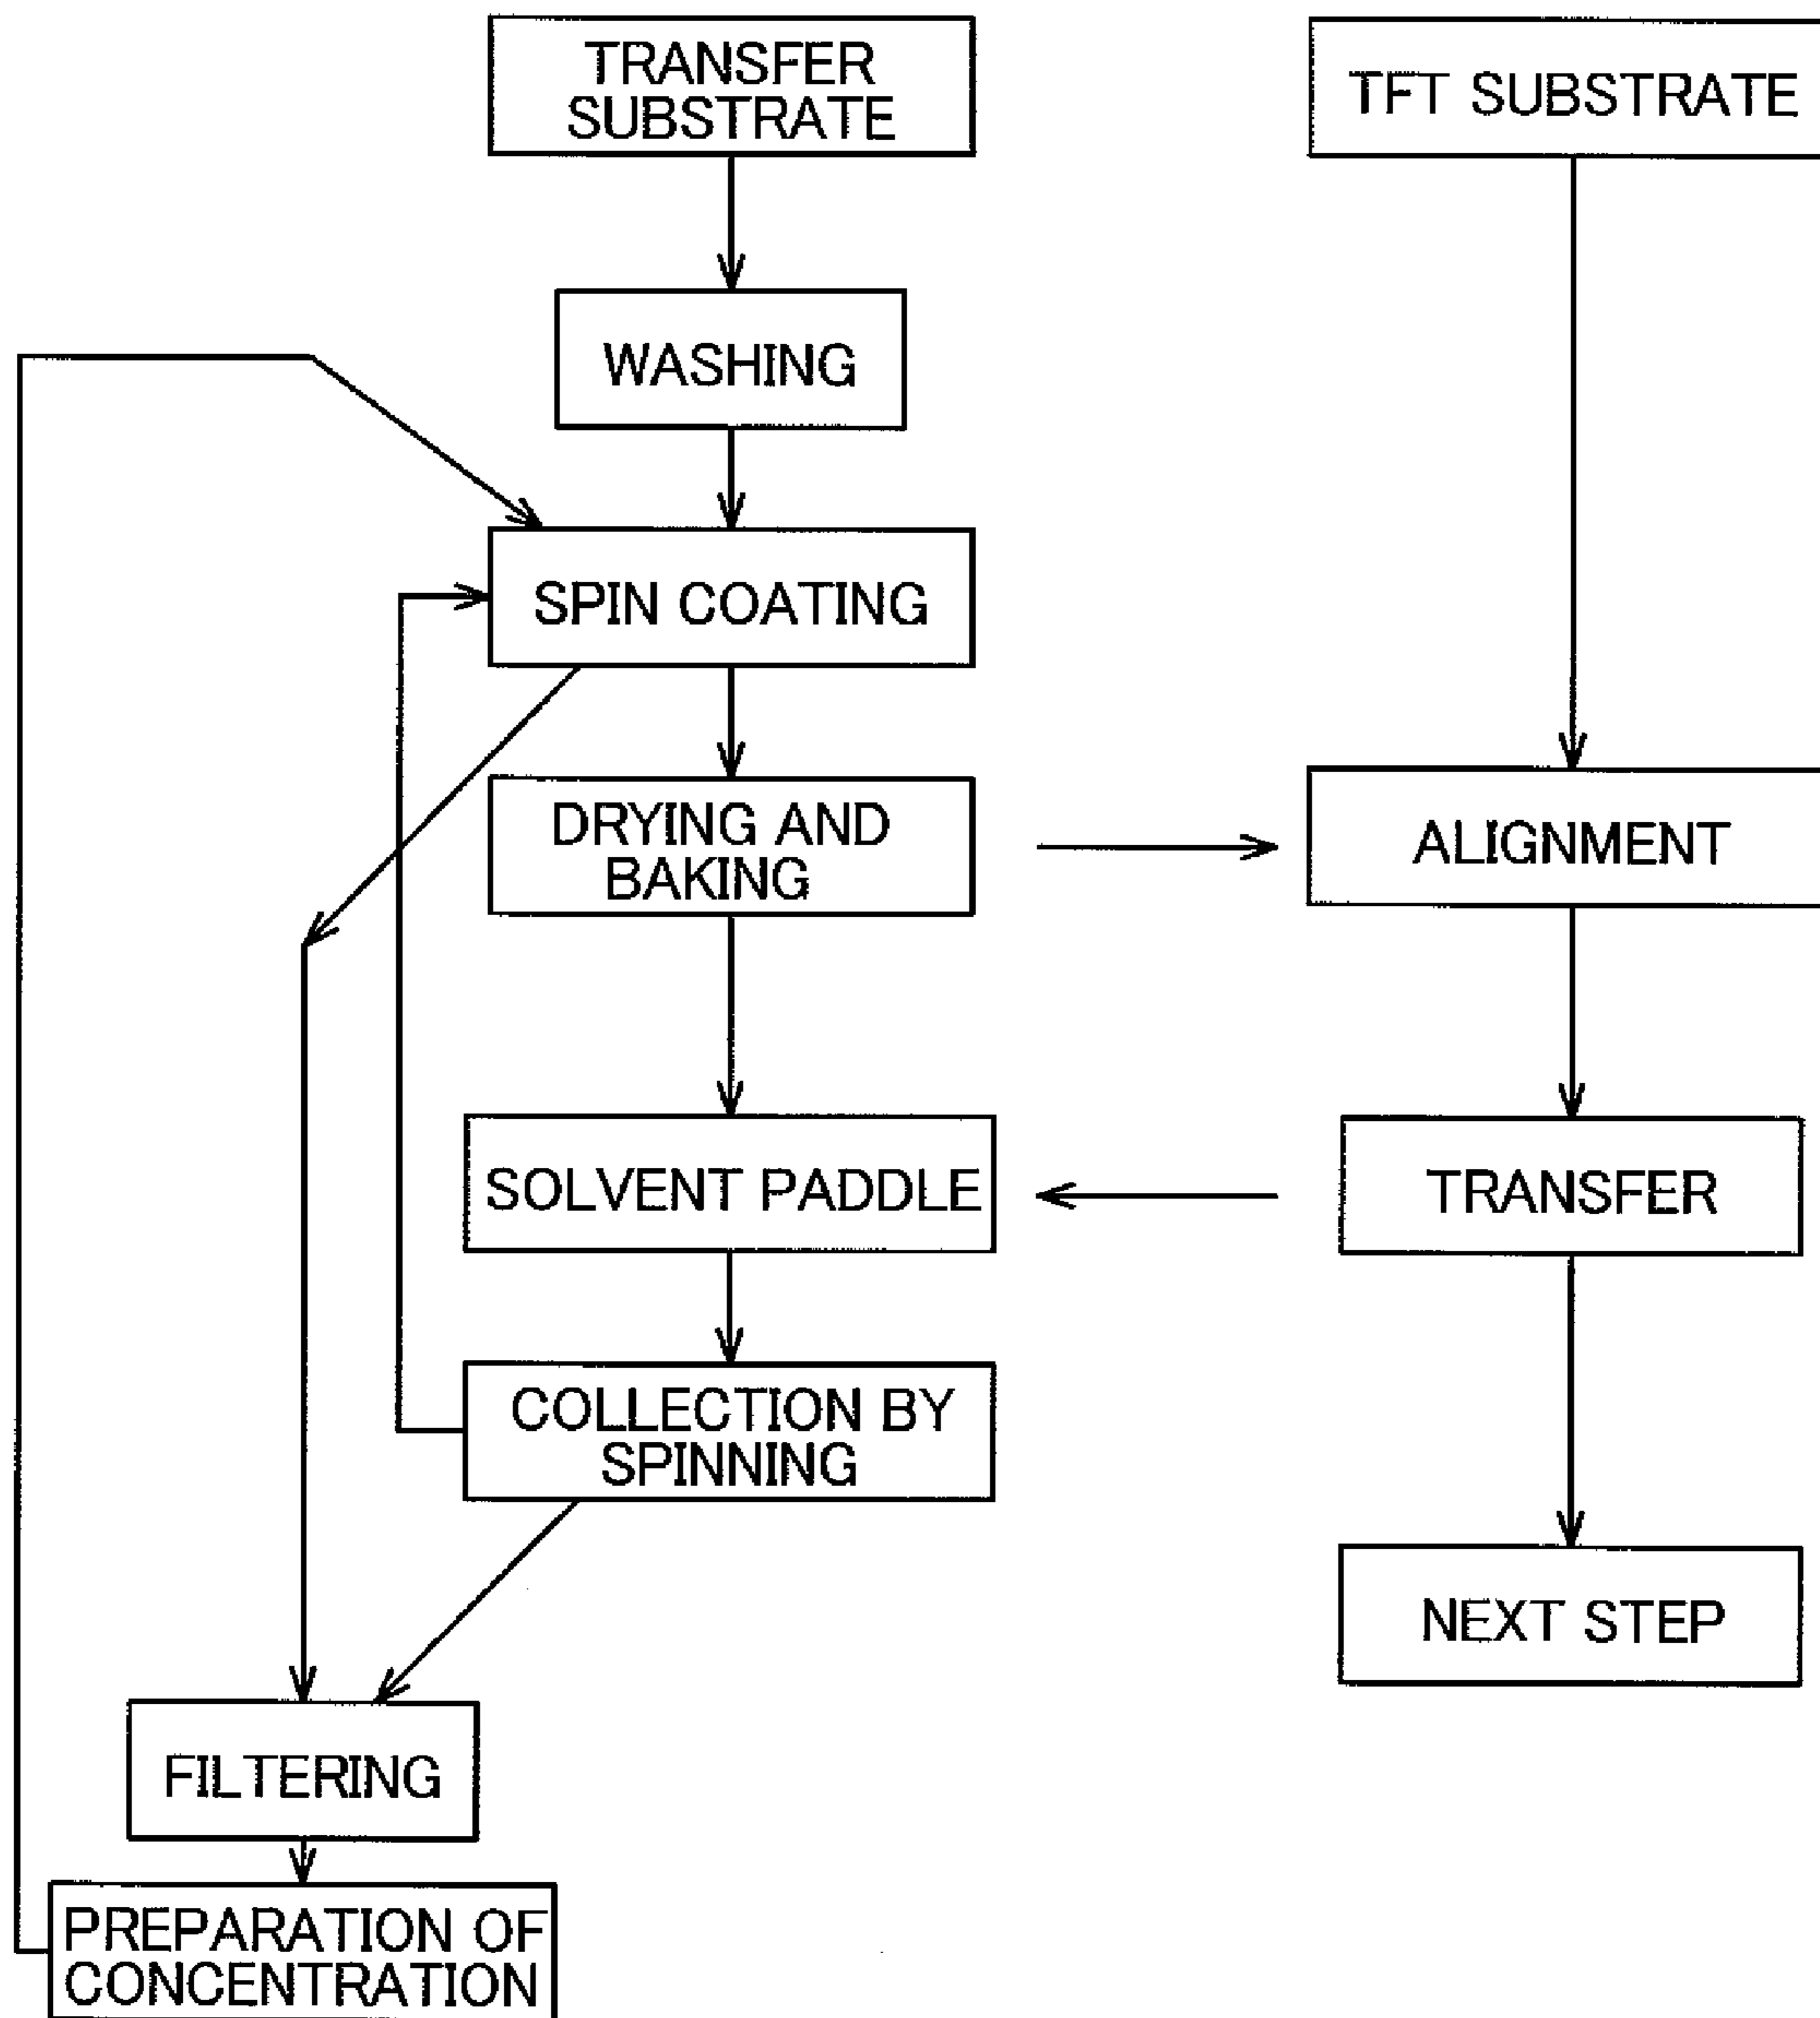 TRANSFER
SUBSTRATE
TFT SUBSTRATE
WASHING
SPIN COATING
DRYING AND
BAKING
ALIGNMENT
SOLVENT PADDLE
TRANSFER
COLLECTION BY
SPINNING
NEXT STEP
FILTERING
PREPARATION OF
CONCENTRATION